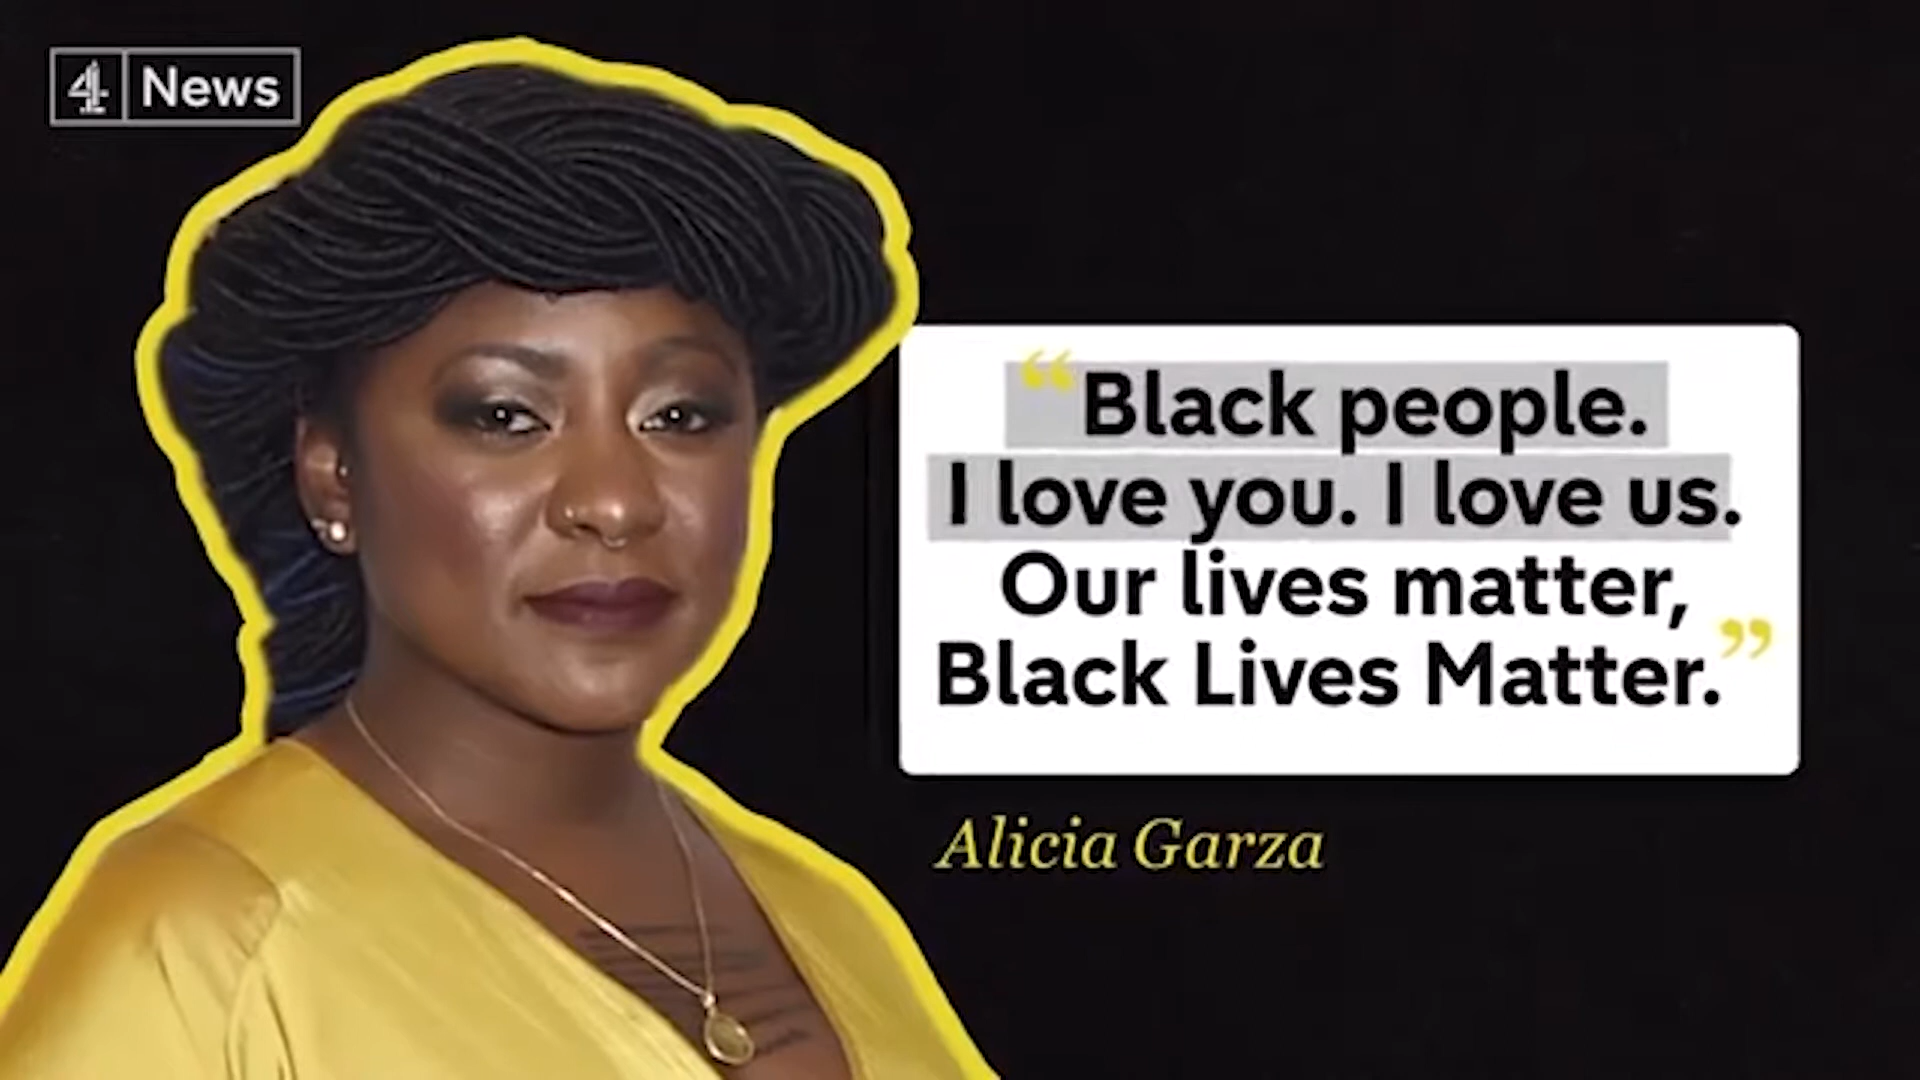 4 News
“Black people.
I love you. I love us.
Our lives matter,
Black Lives Matter.”
Alicia Garza